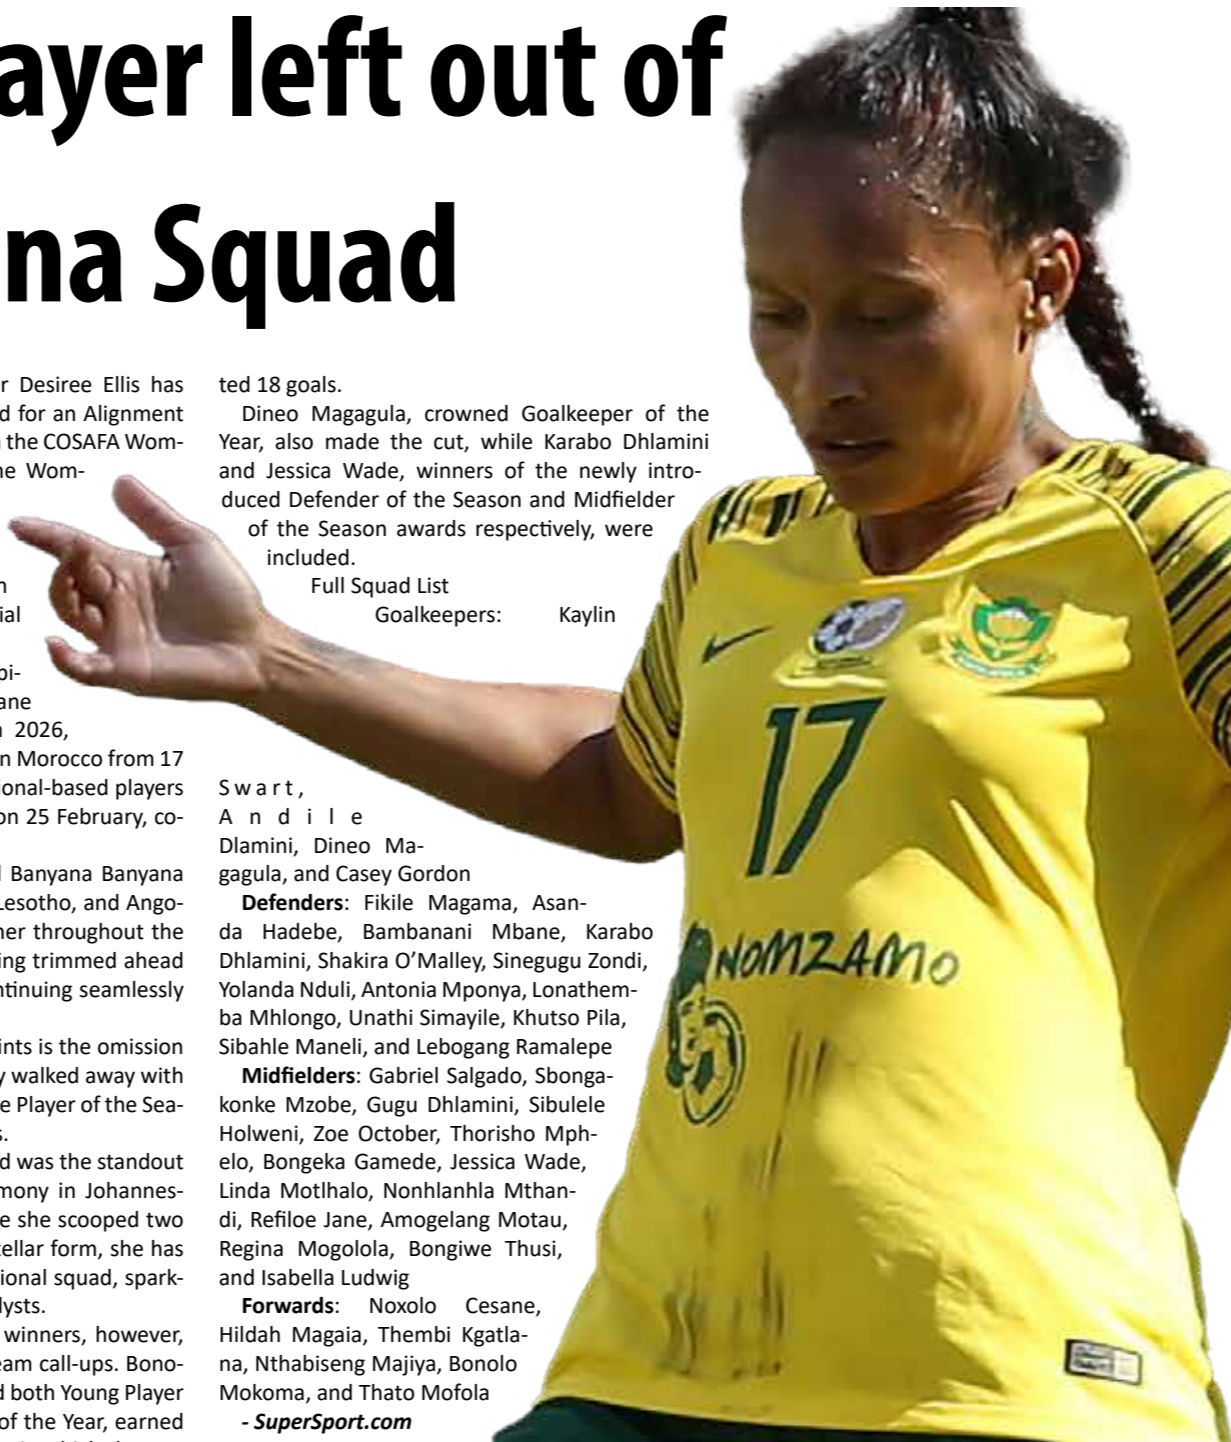 ayer left out of
na Squad
r Desiree Ellis has
d for an Alignment
the COSAFA Wom-
ne Wom-
n
ial
pi-
ane
2026,
n Morocco from 17
ional-based players
on 25 February, co-
Banyana Banyana
Lesotho, and Ango-
her throughout the
ing trimmed ahead
ntinuing seamlessly
ints is the omission
y walked away with
e Player of the Sea-
s.
d was the standout
mony in Johannes-
e she scooped two
ellar form, she has
ional squad, spark-
lysts.
winners, however,
eam call-ups. Bono-
d both Young Player
of the Year, earned
ted 18 goals.
Dineo Magagula, crowned Goalkeeper of the
Year, also made the cut, while Karabo Dhlamini
and Jessica Wade, winners of the newly intro-
duced Defender of the Season and Midfielder
of the Season awards respectively, were
included.
Full Squad List
Goalkeepers: Kaylin
Swart,
Andile
Dlamini, Dineo Ma-
gagula, and Casey Gordon
Defenders: Fikile Magama, Asan-
da Hadebe, Bambanani Mbane, Karabo
Dhlamini, Shakira O’Malley, Sinegugu Zondi,
Yolanda Nduli, Antonia Mponya, Lonathem-
ba Mhlongo, Unathi Simayile, Khutso Pila,
Sibahle Maneli, and Lebogang Ramalepe
Midfielders: Gabriel Salgado, Sbonga-
konke Mzobe, Gugu Dhlamini, Sibulele
Holweni, Zoe October, Thorisho Mph-
elo, Bongeka Gamede, Jessica Wade,
Linda Motlhalo, Nonhlanhla Mthan-
di, Refiloe Jane, Amogelang Motau,
Regina Mogolola, Bongiwe Thusi,
and Isabella Ludwig
Forwards: Noxolo Cesane,
Hildah Magaia, Thembi Kgatla-
na, Nthabiseng Majiya, Bonolo
Mokoma, and Thato Mofola
- SuperSport.com
17
NOMZAMO